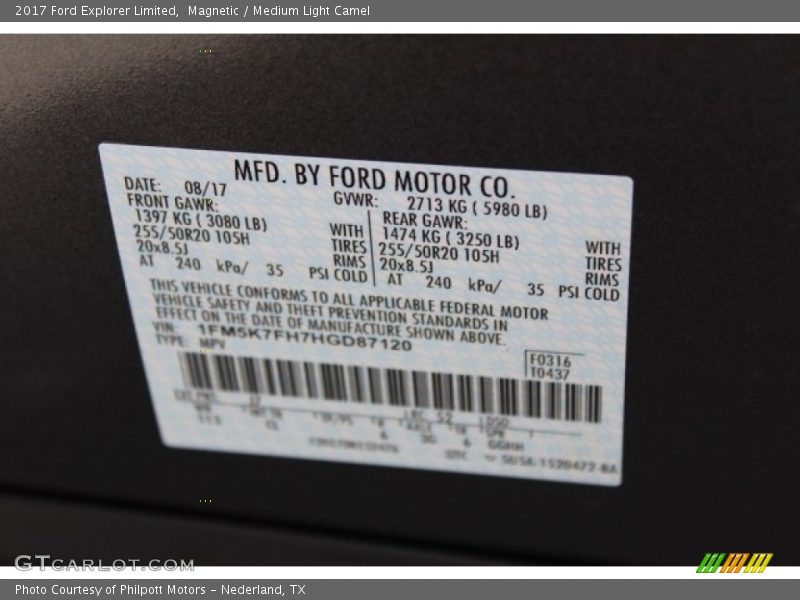 2017 Ford Explorer Limited, Magnetic / Medium Light Camel
MFD. BY FORD MOTOR CO.
DATE: 08/17 GVWR: 2713 KG ( 5980 LB)
FRONT GAWR: REAR GAWR:
1397 KG ( 3080 LB) WITH 1474 KG ( 3250 LB) WITH
255/50R20 105H TIRES 255/50R20 105H TIRES
20x8.5J RIMS 20x8.5J RIMS
AT 240 kPa/ 35 PSI COLD AT 240 kPa/ 35 PSI COLD
THIS VEHICLE CONFORMS TO ALL APPLICABLE FEDERAL MOTOR
VEHICLE SAFETY AND THEFT PREVENTION STANDARDS IN
EFFECT ON THE DATE OF MANUFACTURE SHOWN ABOVE.
VIN: 1FM5K7FH7HGD87120
TYPE: MPV
F0316
T0437
GTCARLOT.COM
Photo Courtesy of Philpott Motors – Nederland, TX